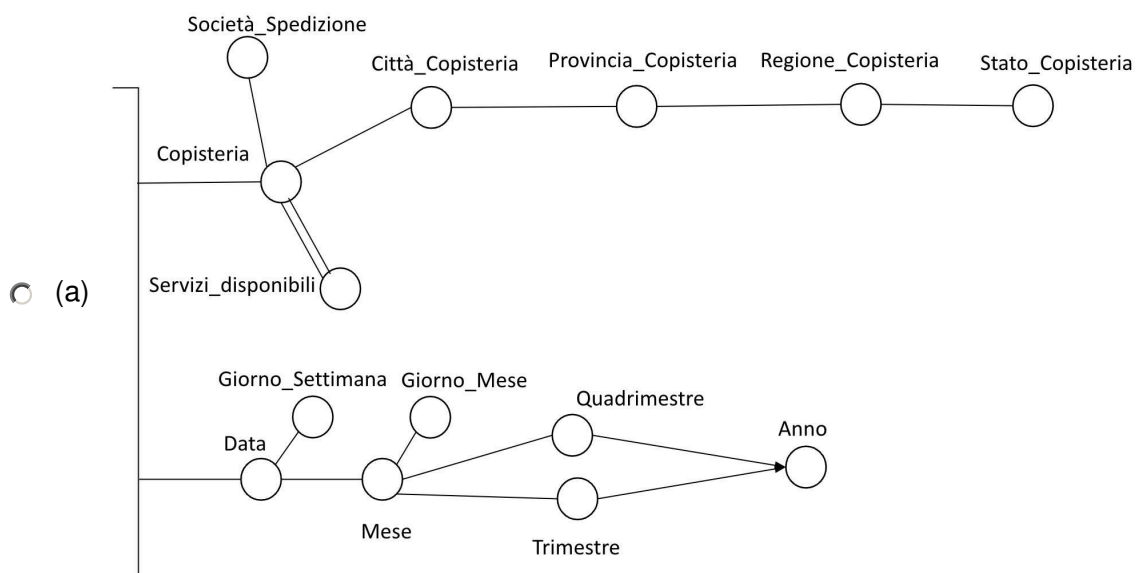 Società_Spedizione
Città_Copisteria
Provincia_Copisteria
Regione_Copisteria
Stato_Copisteria
Copisteria
Servizi_disponibili
(a)
Giorno_Settimana
Giorno_Mese
Quadrimestre
Anno
Data
Mese
Trimestre